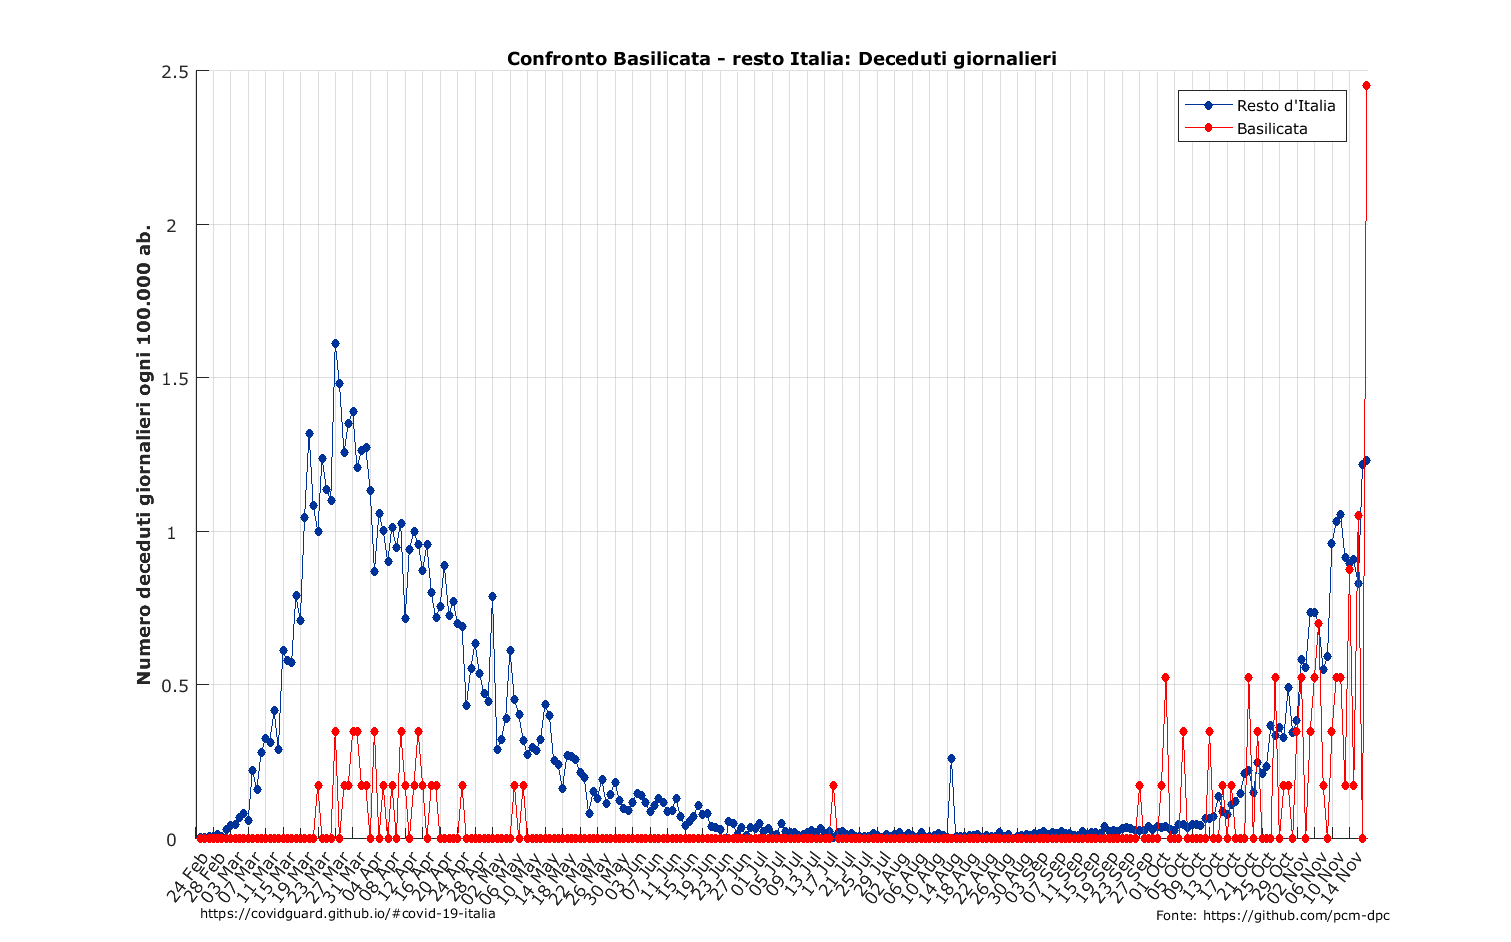 Confronto Basilicata - resto Italia: Deceduti giornalieri
Resto d'Italia
Basilicata
Numero deceduti giornalieri ogni 100.000 ab.
2.5
2
1.5
1
0.5
0
24 Feb
28 Feb
03 Mar
07 Mar
11 Mar
15 Mar
19 Mar
23 Mar
27 Mar
31 Mar
04 Apr
08 Apr
12 Apr
16 Apr
20 Apr
24 Apr
28 Apr
02 May
06 May
10 May
14 May
18 May
22 May
26 May
30 May
03 Jun
07 Jun
11 Jun
15 Jun
19 Jun
23 Jun
27 Jun
01 Jul
05 Jul
09 Jul
13 Jul
17 Jul
21 Jul
25 Jul
29 Jul
02 Aug
06 Aug
10 Aug
14 Aug
18 Aug
22 Aug
26 Aug
30 Aug
03 Sep
07 Sep
11 Sep
15 Sep
19 Sep
23 Sep
27 Sep
01 Oct
05 Oct
09 Oct
13 Oct
17 Oct
21 Oct
25 Oct
29 Oct
02 Nov
06 Nov
10 Nov
14 Nov
https://covidguard.github.io/#covid-19-italia
Fonte: https://github.com/pcm-dpc